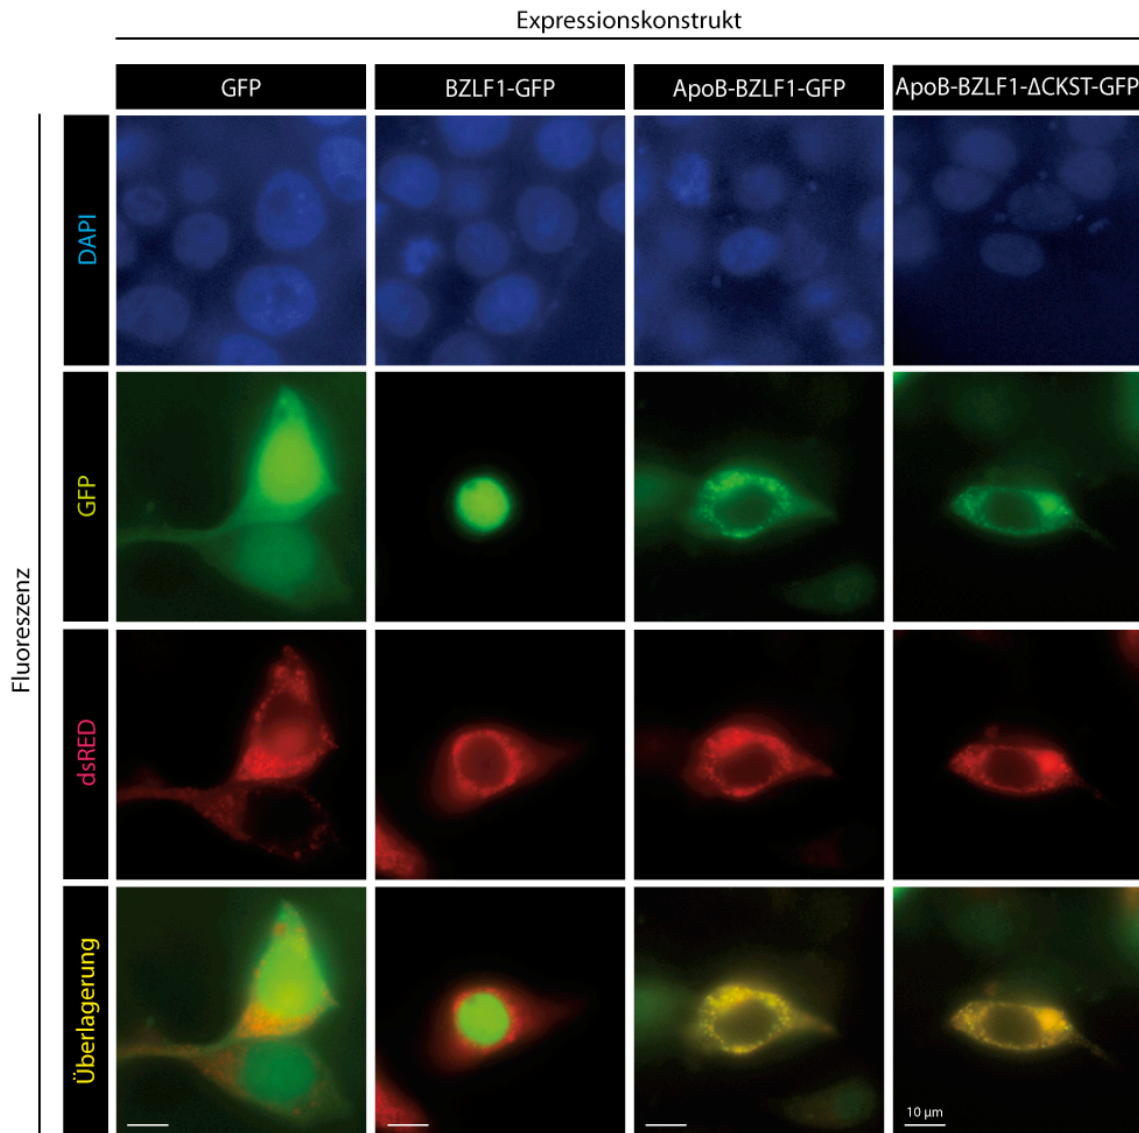 Expressionskonstrukt
GFP
BZLF1-GFP
ApoB-BZLF1-GFP
ApoB-BZLF1-ΔCKST-GFP
Fluoreszenz
DAPI
GFP
dsRED
Überlagerung
10 µm